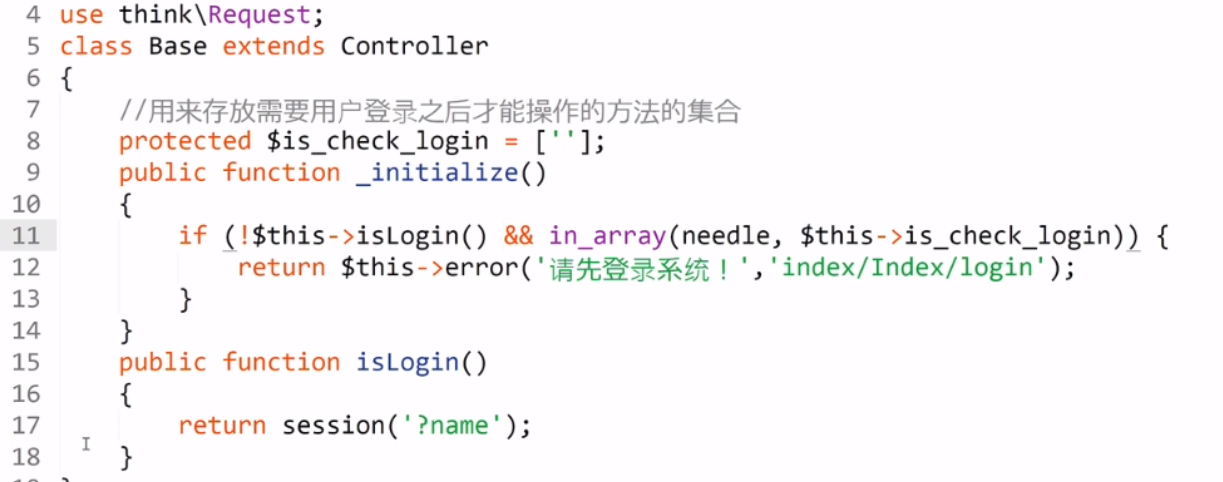 4 use think\Request;
5 class Base extends Controller
6 {
7 //用来存放需要用户登录之后才能操作的方法的集合
8 protected $is_check_login = [''];
9 public function _initialize()
10 {
11 if (!$this->isLogin() && in_array(needle, $this->is_check_login)) {
12 return $this->error('请先登录系统！','index/Index/login');
13 }
14 }
15 public function isLogin()
16 {
17 return session('?name');
18 }